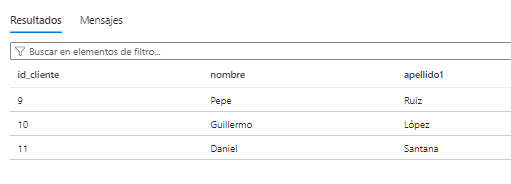 Resultados Mensajes
Buscar en elementos de filtro...
id_cliente nombre apellido1
9 Pepe Ruiz
10 Guillermo López
11 Daniel Santana